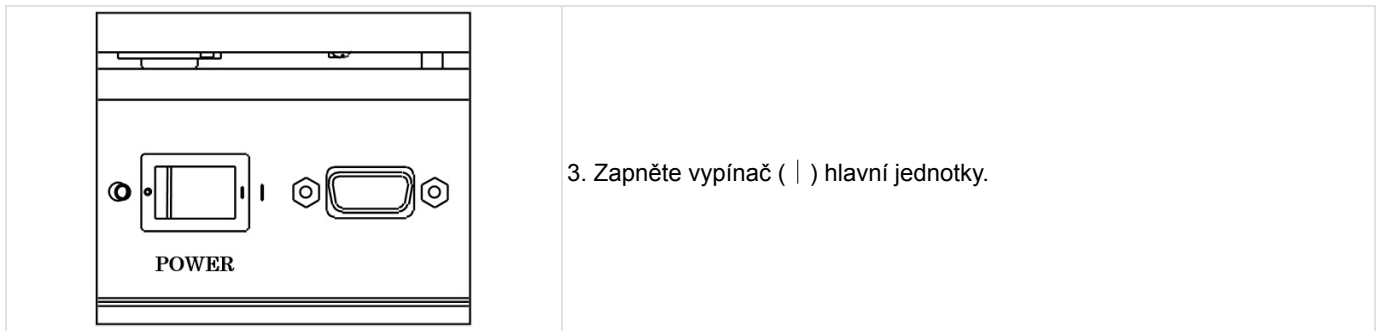 3. Zapněte vypínač (｜) hlavní jednotky.
POWER